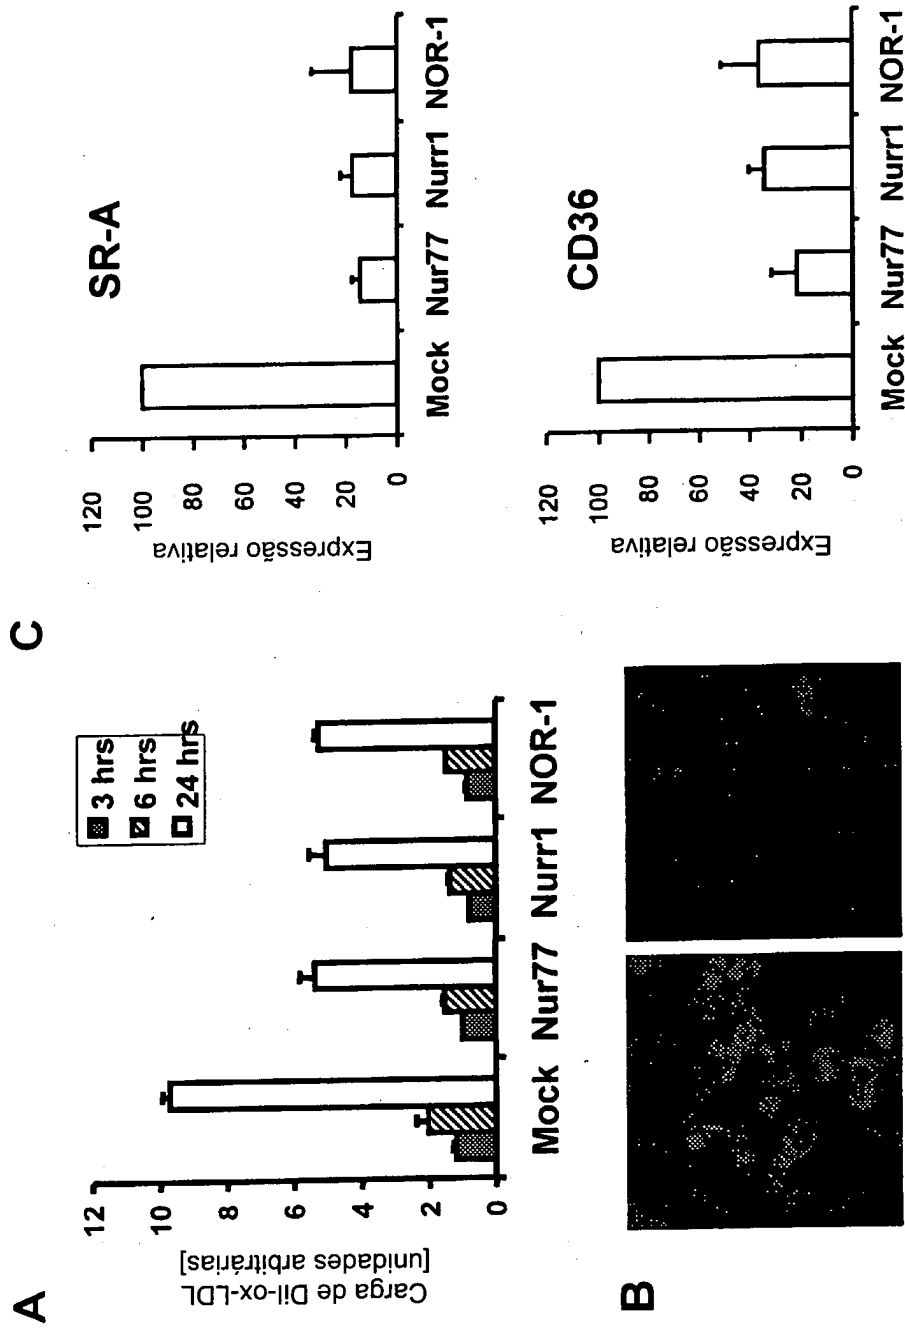 A
Carga de Dil-ox-LDL
[unidades arbitrárias]
12
10
8
6
4
2
0
3 hrs
6 hrs
24 hrs
Mock Nur77 Nurr1 NOR-1
B
C
SR-A
Expressão relativa
120
100
80
60
40
20
0
Mock Nur77 Nurr1 NOR-1
CD36
Expressão relativa
120
100
80
60
40
20
0
Mock Nur77 Nurr1 NOR-1